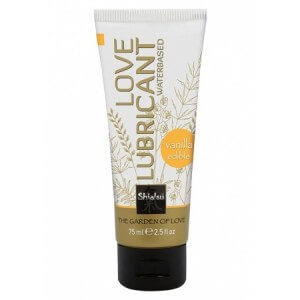 LOVE
LUBRICANT
WATERBASED
vanilla
edible
Shiatsu
THE GARDEN OF LOVE
75 ml ℮ 2.5 fl oz